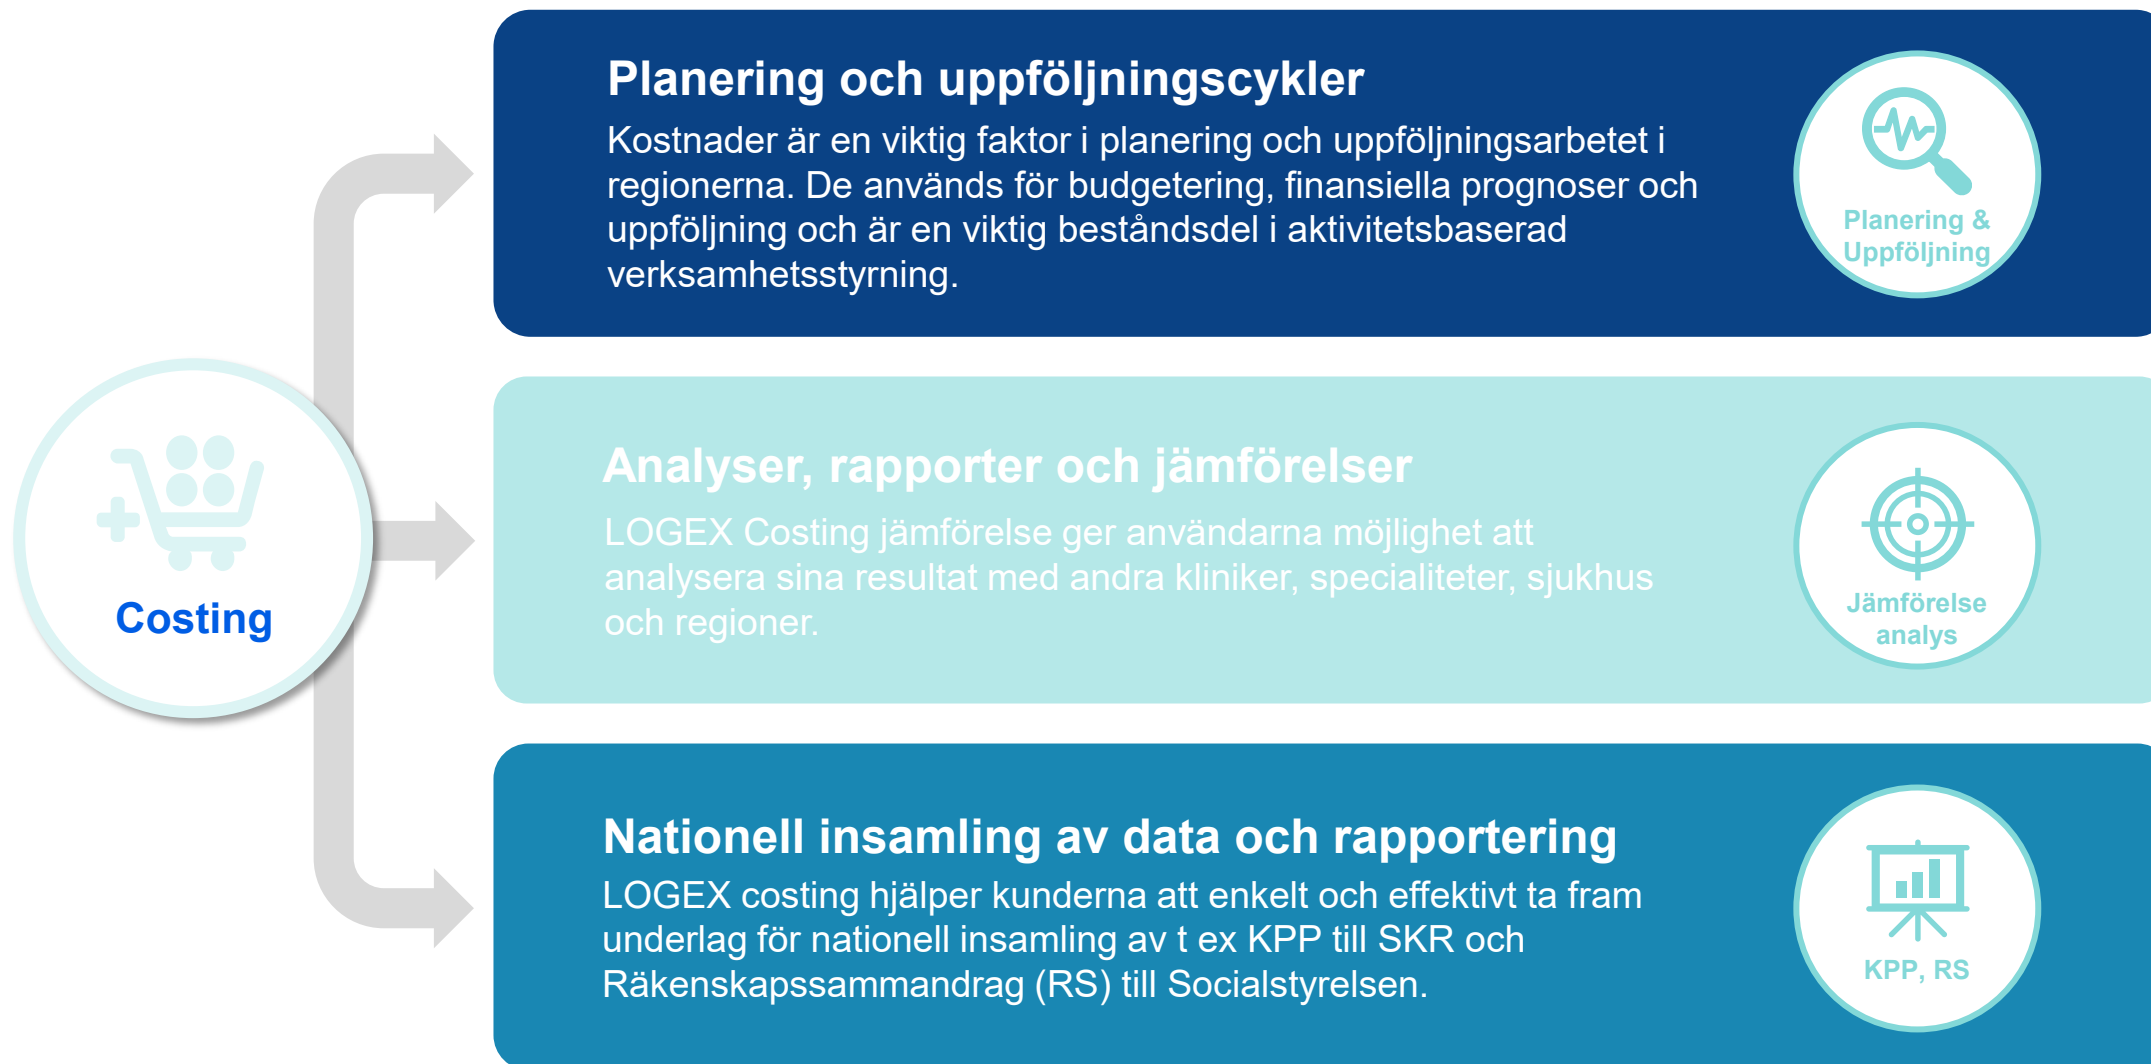 Planering och uppföljningscykler
Kostnader är en viktig faktor i planering och uppföljningsarbetet i
regionerna. De används för budgetering, finansiella prognoser och
uppföljning och är en viktig beståndsdel i aktivitetsbaserad
verksamhetsstyrning.
Planering &
Uppföljning
Costing
Analyser, rapporter och jämförelser
LOGEX Costing jämförelse ger användarna möjlighet att
analysera sina resultat med andra kliniker, specialiteter, sjukhus
och regioner.
Jämförelse
analys
Nationell insamling av data och rapportering
LOGEX costing hjälper kunderna att enkelt och effektivt ta fram
underlag för nationell insamling av t ex KPP till SKR och
Räkenskapssammandrag (RS) till Socialstyrelsen.
KPP, RS